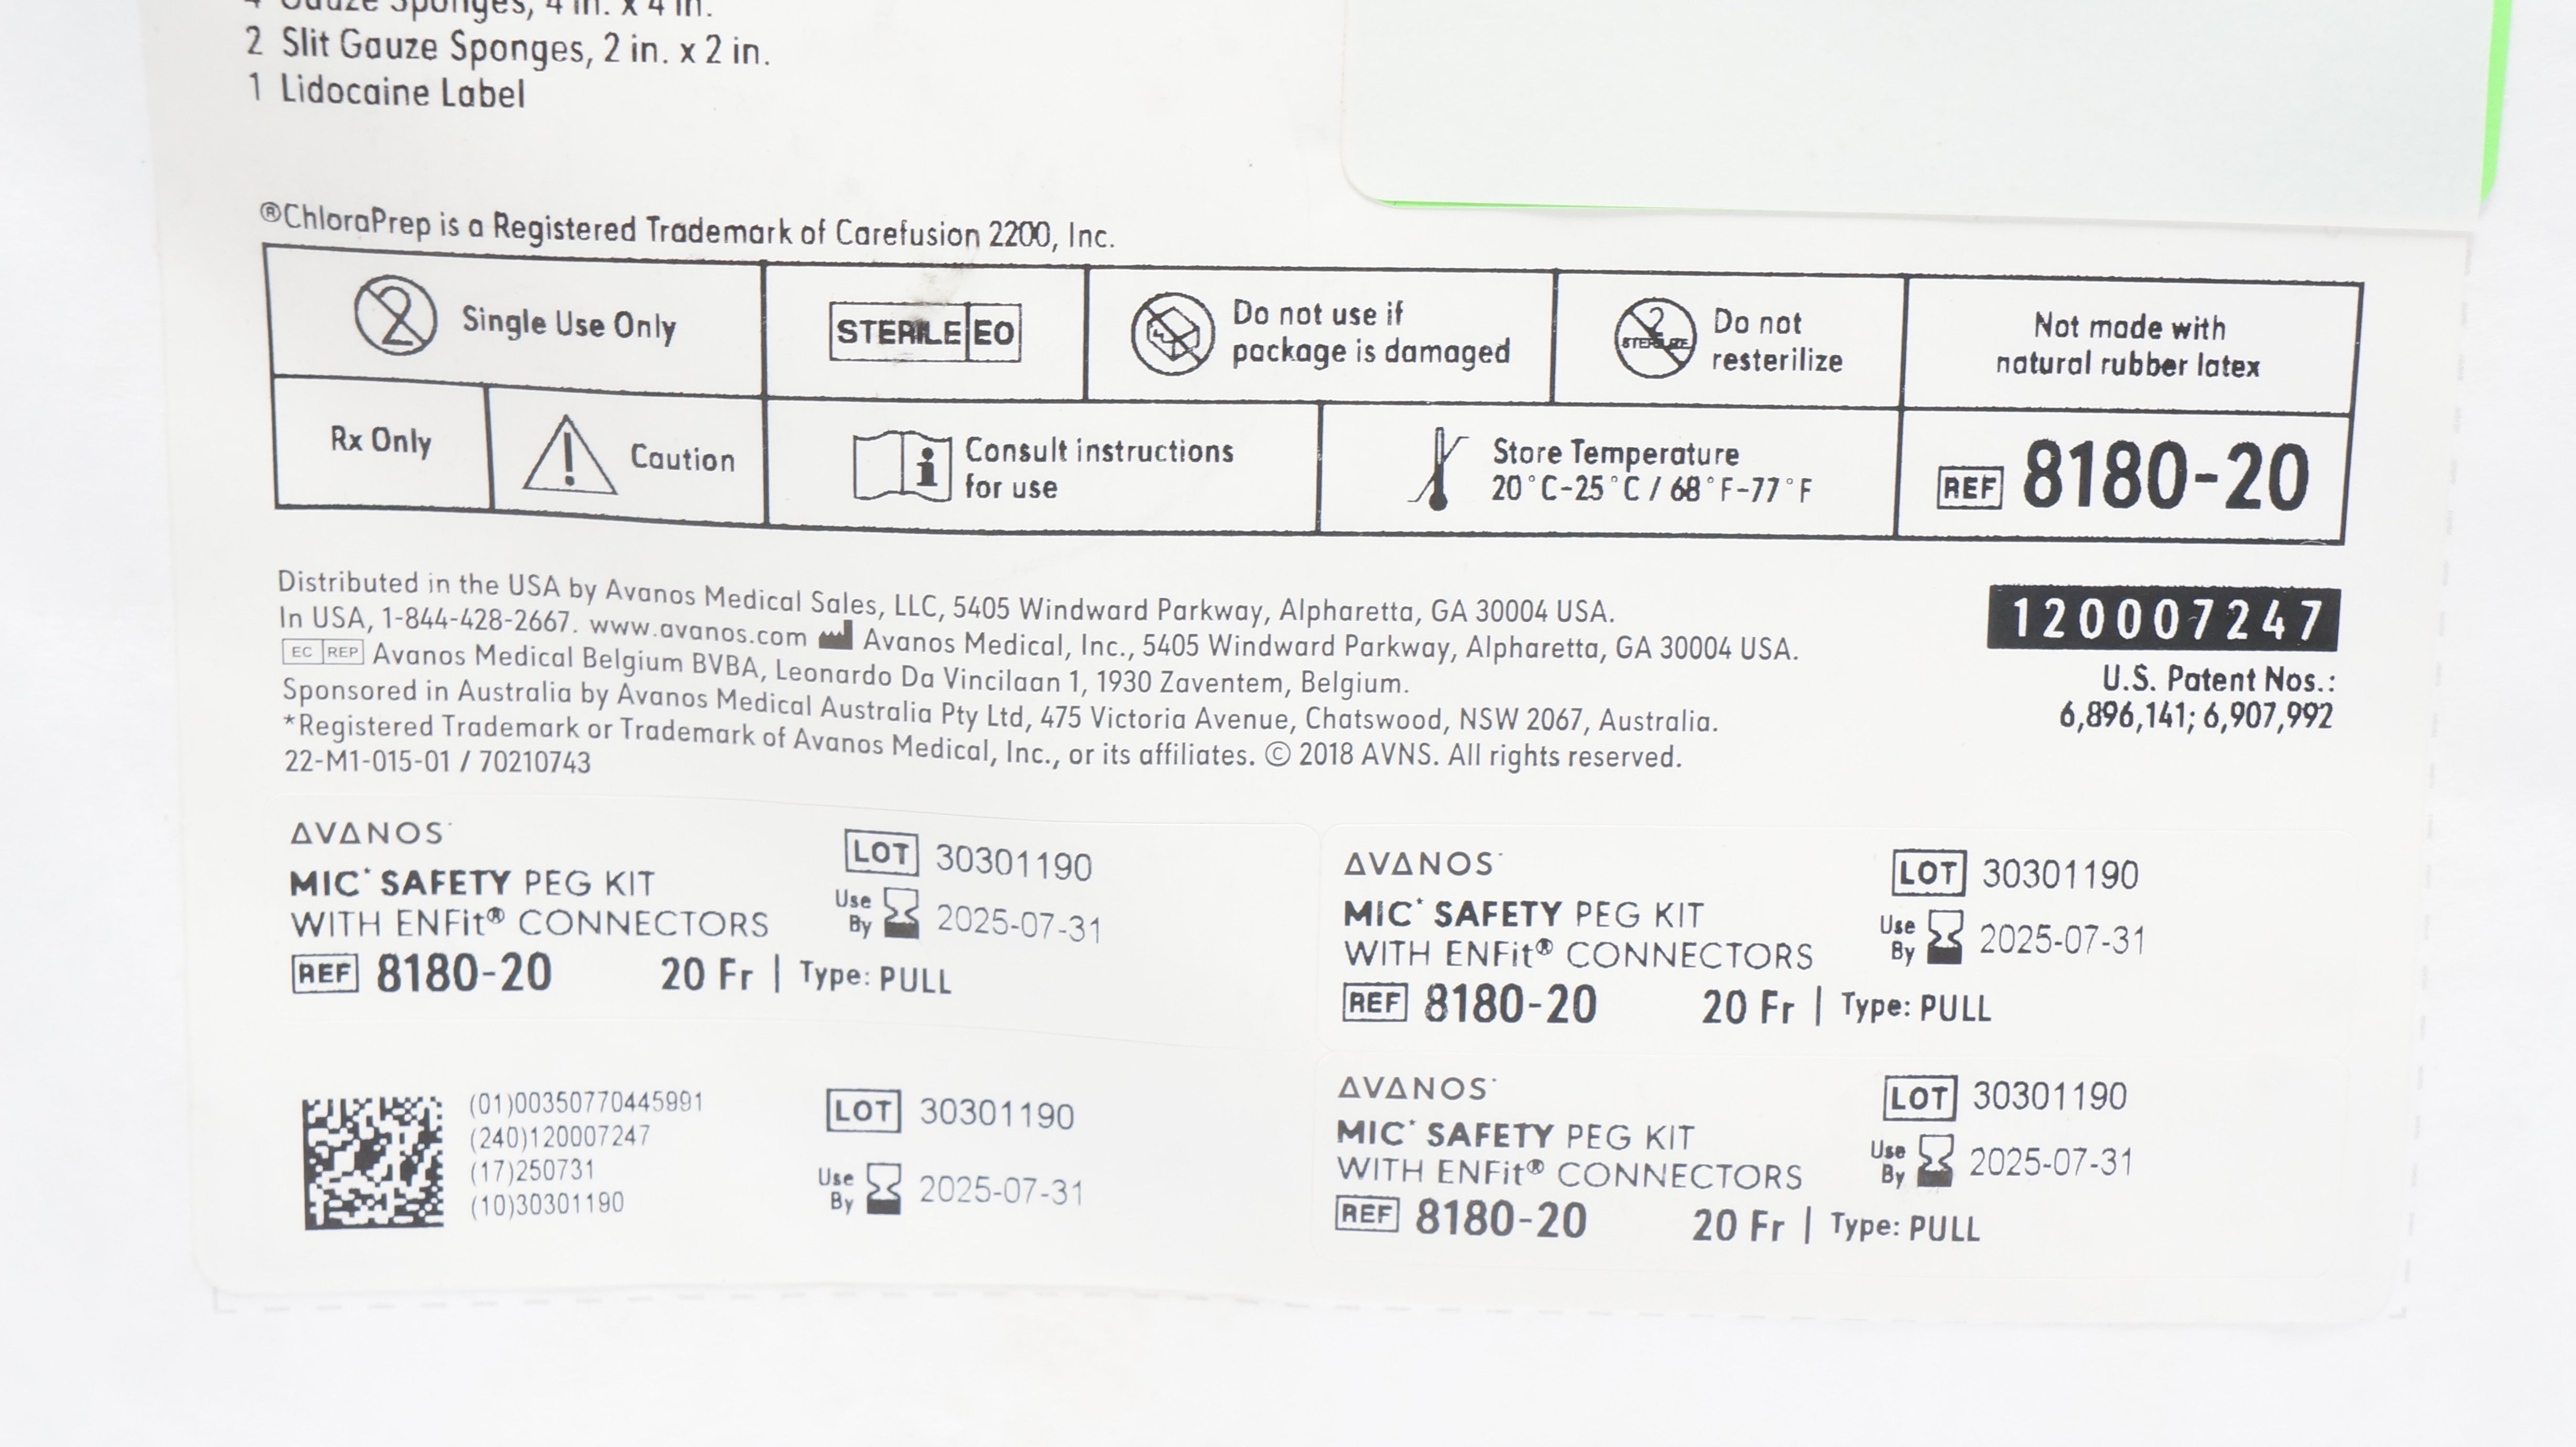 4 Gauze Sponges, 4 in. x 4 in.
2 Slit Gauze Sponges, 2 in. x 2 in.
1 Lidocaine Label
®ChloraPrep is a Registered Trademark of Carefusion 2200, Inc.
2 Single Use Only
STERILE EO
Do not use if
package is damaged
2
STERILIZE
Do not
resterilize
Not made with
natural rubber latex
Rx Only
! Caution
i Consult instructions
for use
Store Temperature
20°C-25°C / 68°F-77°F
REF 8180-20
Distributed in the USA by Avanos Medical Sales, LLC, 5405 Windward Parkway, Alpharetta, GA 30004 USA.
In USA, 1-844-428-2667. www.avanos.com Avanos Medical, Inc., 5405 Windward Parkway, Alpharetta, GA 30004 USA.
EC REP Avanos Medical Belgium BVBA, Leonardo Da Vincilaan 1, 1930 Zaventem, Belgium.
Sponsored in Australia by Avanos Medical Australia Pty Ltd, 475 Victoria Avenue, Chatswood, NSW 2067, Australia.
*Registered Trademark or Trademark of Avanos Medical, Inc., or its affiliates. © 2018 AVNS. All rights reserved.
22-M1-015-01 / 70210743
120007247
U.S. Patent Nos.:
6,896,141; 6,907,992
AVANOS*
MIC* SAFETY PEG KIT
WITH ENFit® CONNECTORS
REF 8180-20 20 Fr | Type: PULL
LOT 30301190
Use By 2025-07-31
AVANOS*
MIC* SAFETY PEG KIT
WITH ENFit® CONNECTORS
REF 8180-20 20 Fr | Type: PULL
LOT 30301190
Use By 2025-07-31
(01)00350770445991
(240)120007247
(17)250731
(10)30301190
LOT 30301190
Use By 2025-07-31
AVANOS*
MIC* SAFETY PEG KIT
WITH ENFit® CONNECTORS
REF 8180-20 20 Fr | Type: PULL
LOT 30301190
Use By 2025-07-31